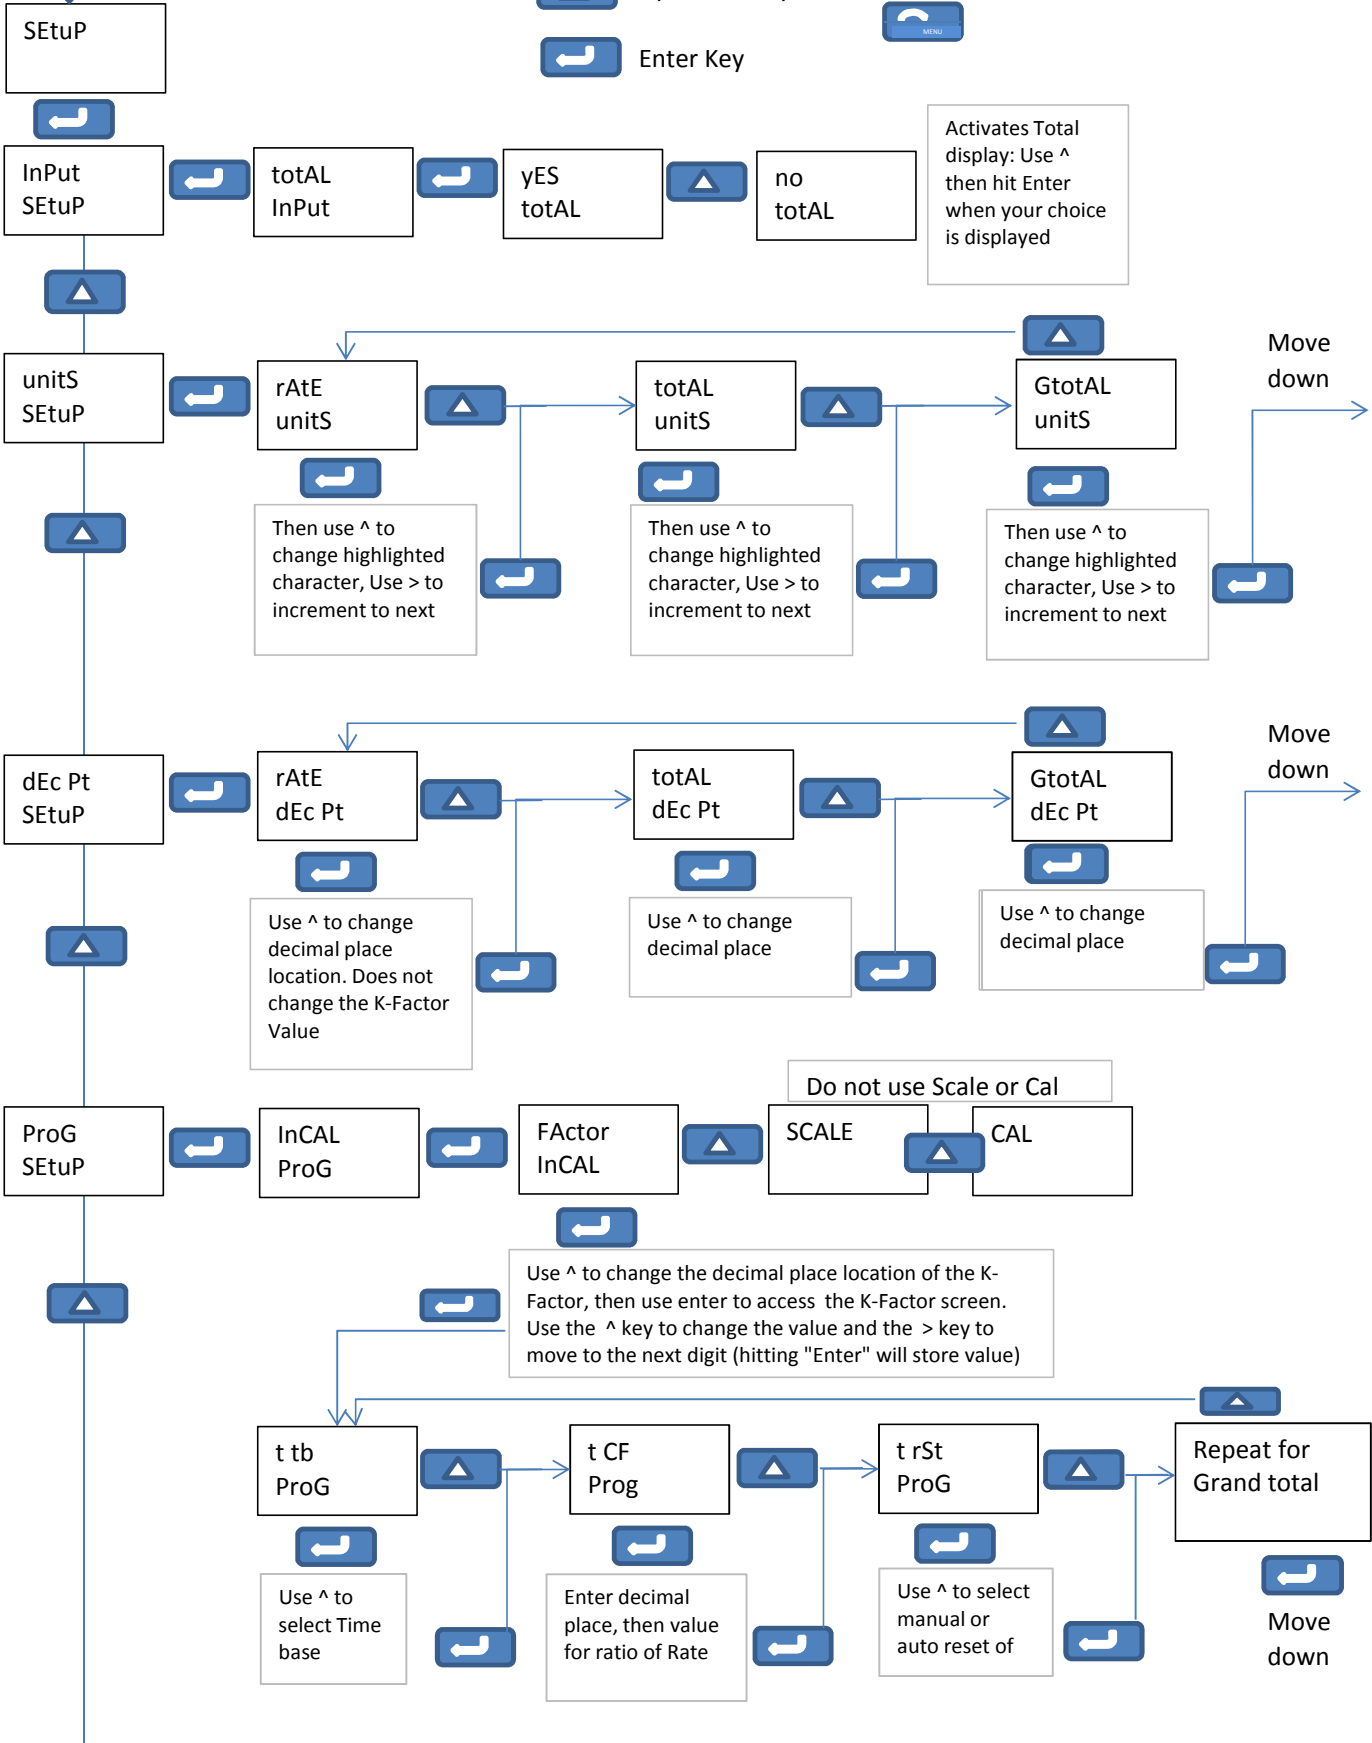 SEtuP
MENU
Enter Key
InPut
SEtuP
totAL
InPut
yES
totAL
no
totAL
Activates Total
display: Use ^
then hit Enter
when your choice
is displayed
unitS
SEtuP
rAtE
unitS
totAL
unitS
GtotAL
unitS
Move
down
Then use ^ to
change highlighted
character, Use > to
increment to next
Then use ^ to
change highlighted
character, Use > to
increment to next
Then use ^ to
change highlighted
character, Use > to
increment to next
dEc Pt
SEtuP
rAtE
dEc Pt
totAL
dEc Pt
GtotAL
dEc Pt
Move
down
Use ^ to change
decimal place
location. Does not
change the K-Factor
Value
Use ^ to change
decimal place
Use ^ to change
decimal place
Do not use Scale or Cal
ProG
SEtuP
InCAL
ProG
FActor
InCAL
SCALE
CAL
Use ^ to change the decimal place location of the K-
Factor, then use enter to access the K-Factor screen.
Use the ^ key to change the value and the > key to
move to the next digit (hitting "Enter" will store value)
t tb
ProG
t CF
Prog
t rSt
ProG
Repeat for
Grand total
Use ^ to
select Time
base
Enter decimal
place, then value
for ratio of Rate
Use ^ to select
manual or
auto reset of
Move
down